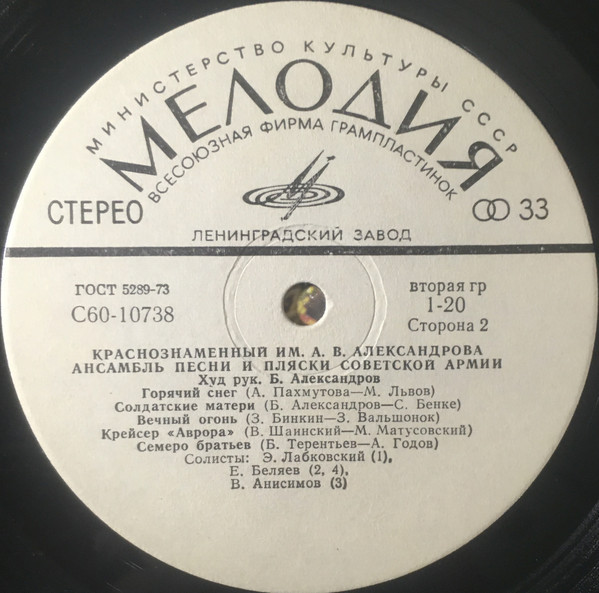 МИНИСТЕРСТВО КУЛЬТУРЫ СССР
МЕЛОДИЯ
ВСЕСОЮЗНАЯ ФИРМА ГРАМПЛАСТИНОК
СТЕРЕО
33
ЛЕНИНГРАДСКИЙ ЗАВОД
ГОСТ 5289-73
С60-10738
вторая гр
1-20
Сторона 2
КРАСНОЗНАМЕННЫЙ ИМ. А. В. АЛЕКСАНДРОВА
АНСАМБЛЬ ПЕСНИ И ПЛЯСКИ СОВЕТСКОЙ АРМИИ
Худ рук. Б. Александров
Горячий снег (А. Пахмутова—М. Львов)
Солдатские матери (Б. Александров—С. Бенке)
Вечный огонь (З. Бинкин—З. Вальшонок)
Крейсер «Аврора» (В. Шаинский—М. Матусовский)
Семеро братьев (Б. Терентьев—А. Годов)
Солисты: Э. Лабковский (1),
Е. Беляев (2, 4),
В. Анисимов (3)